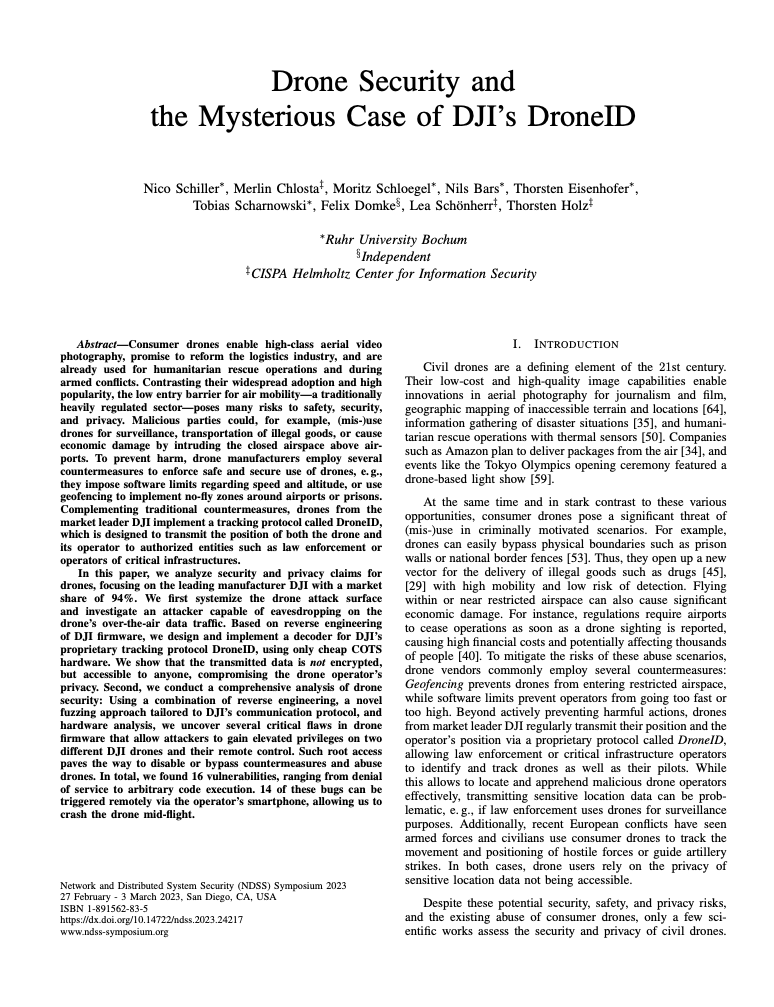 Drone Security and
the Mysterious Case of DJI's DroneID
Nico Schiller*, Merlin Chlosta‡, Moritz Schloegel*, Nils Bars*, Thorsten Eisenhofer*,
Tobias Scharnowski*, Felix Domke§, Lea Schönherr‡, Thorsten Holz‡
*Ruhr University Bochum
§Independent
‡CISPA Helmholtz Center for Information Security
Abstract—Consumer drones enable high-class aerial video
photography, promise to reform the logistics industry, and are
already used for humanitarian rescue operations and during
armed conflicts. Contrasting their widespread adoption and high
popularity, the low entry barrier for air mobility—a traditionally
heavily regulated sector—poses many risks to safety, security,
and privacy. Malicious parties could, for example, (mis-)use
drones for surveillance, transportation of illegal goods, or cause
economic damage by intruding the closed airspace above air-
ports. To prevent harm, drone manufacturers employ several
countermeasures to enforce safe and secure use of drones, e.g.,
they impose software limits regarding speed and altitude, or use
geofencing to implement no-fly zones around airports or prisons.
Complementing traditional countermeasures, drones from the
market leader DJI implement a tracking protocol called DroneID,
which is designed to transmit the position of both the drone and
its operator to authorized entities such as law enforcement or
operators of critical infrastructures.
In this paper, we analyze security and privacy claims for
drones, focusing on the leading manufacturer DJI with a market
share of 94%. We first systemize the drone attack surface
and investigate an attacker capable of eavesdropping on the
drone's over-the-air data traffic. Based on reverse engineering
of DJI firmware, we design and implement a decoder for DJI's
proprietary tracking protocol DroneID, using only cheap COTS
hardware. We show that the transmitted data is not encrypted,
but accessible to anyone, compromising the drone operator's
privacy. Second, we conduct a comprehensive analysis of drone
security: Using a combination of reverse engineering, a novel
fuzzing approach tailored to DJI's communication protocol, and
hardware analysis, we uncover several critical flaws in drone
firmware that allow attackers to gain elevated privileges on two
different DJI drones and their remote control. Such root access
paves the way to disable or bypass countermeasures and abuse
drones. In total, we found 16 vulnerabilities, ranging from denial
of service to arbitrary code execution. 14 of these bugs can be
triggered remotely via the operator's smartphone, allowing us to
crash the drone mid-flight.
Network and Distributed System Security (NDSS) Symposium 2023
27 February - 3 March 2023, San Diego, CA, USA
ISBN 1-891562-83-5
https://dx.doi.org/10.14722/ndss.2023.24217
www.ndss-symposium.org
I. INTRODUCTION
Civil drones are a defining element of the 21st century.
Their low-cost and high-quality image capabilities enable
innovations in aerial photography for journalism and film,
geographic mapping of inaccessible terrain and locations [64],
information gathering of disaster situations [35], and humani-
tarian rescue operations with thermal sensors [50]. Companies
such as Amazon plan to deliver packages from the air [34], and
events like the Tokyo Olympics opening ceremony featured a
drone-based light show [59].
At the same time and in stark contrast to these various
opportunities, consumer drones pose a significant threat of
(mis-)use in criminally motivated scenarios. For example,
drones can easily bypass physical boundaries such as prison
walls or national border fences [53]. Thus, they open up a new
vector for the delivery of illegal goods such as drugs [45],
[29] with high mobility and low risk of detection. Flying
within or near restricted airspace can also cause significant
economic damage. For instance, regulations require airports
to cease operations as soon as a drone sighting is reported,
causing high financial costs and potentially affecting thousands
of people [40]. To mitigate the risks of these abuse scenarios,
drone vendors commonly employ several countermeasures:
Geofencing prevents drones from entering restricted airspace,
while software limits prevent operators from going too fast or
too high. Beyond actively preventing harmful actions, drones
from market leader DJI regularly transmit their position and the
operator's position via a proprietary protocol called DroneID,
allowing law enforcement or critical infrastructure operators
to identify and track drones as well as their pilots. While
this allows to locate and apprehend malicious drone operators
effectively, transmitting sensitive location data can be prob-
lematic, e.g., if law enforcement uses drones for surveillance
purposes. Additionally, recent European conflicts have seen
armed forces and civilians use consumer drones to track the
movement and positioning of hostile forces or guide artillery
strikes. In both cases, drone users rely on the privacy of
sensitive location data not being accessible.
Despite these potential security, safety, and privacy risks,
and the existing abuse of consumer drones, only a few sci-
entific works assess the security and privacy of civil drones.